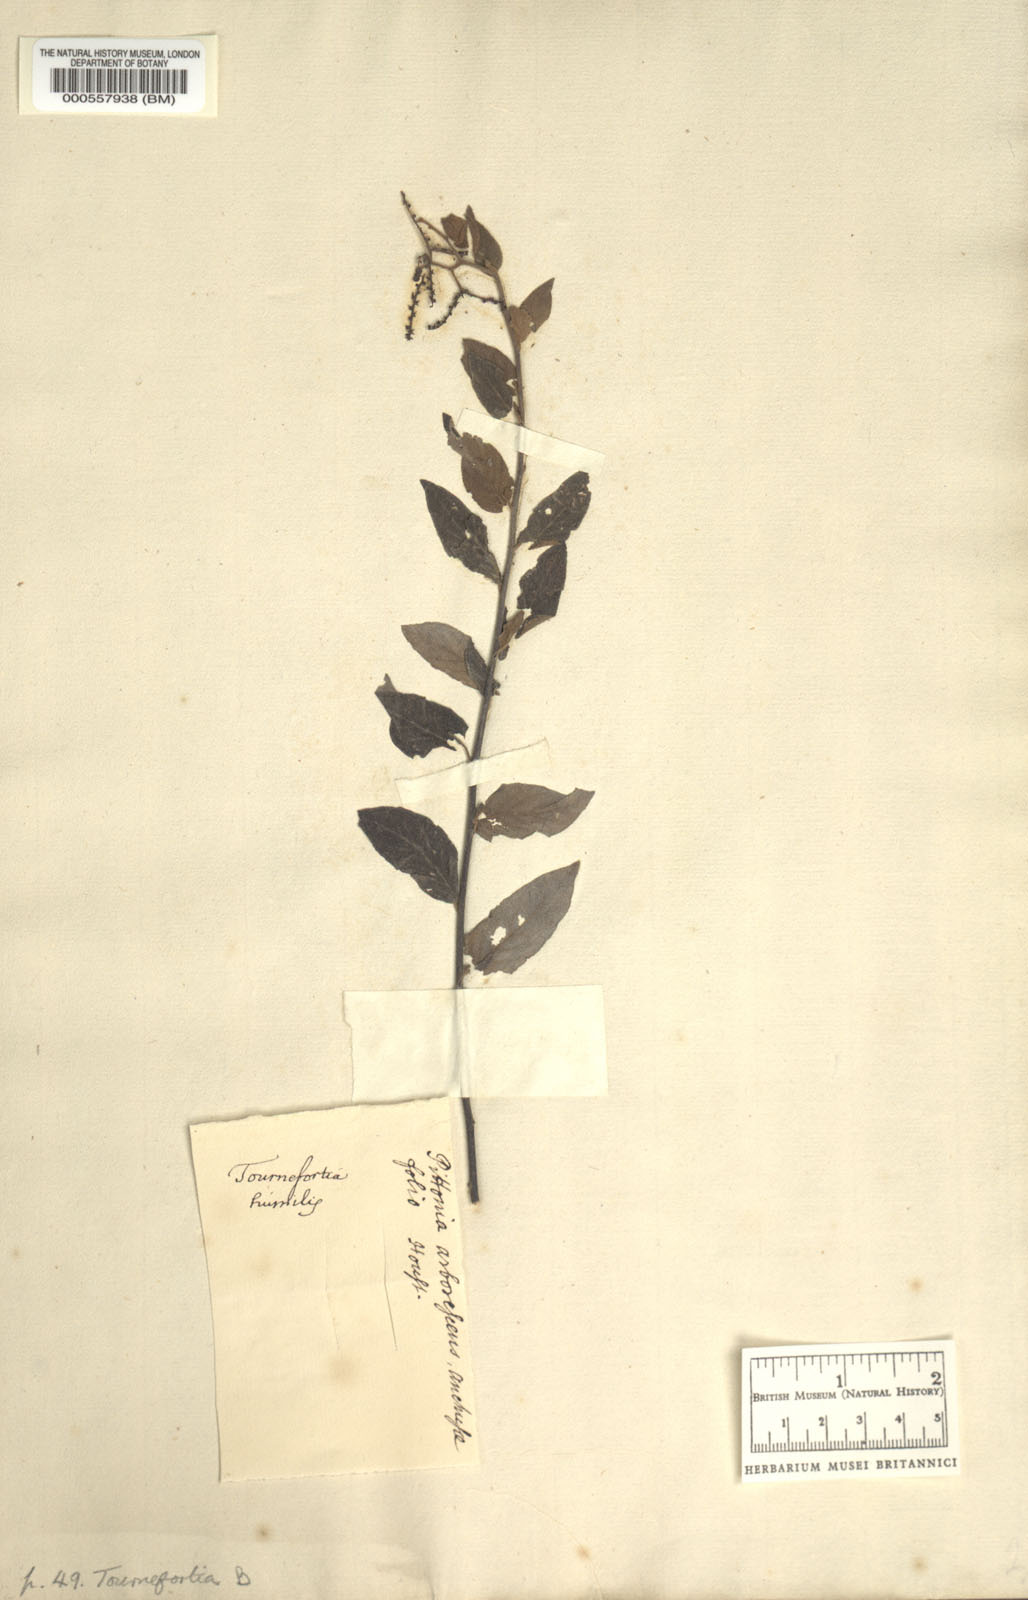 THE NATURAL HISTORY MUSEUM, LONDON
DEPARTMENT OF BOTANY
000557938 (BM)
Tournefortia
humilis
Pittonia arborescens, anchusæ
folio Houst.
1 2
BRITISH MUSEUM (NATURAL HISTORY)
1 2 3 4 5
HERBARIUM MUSEI BRITANNICI
p. 49. Tournefortia B